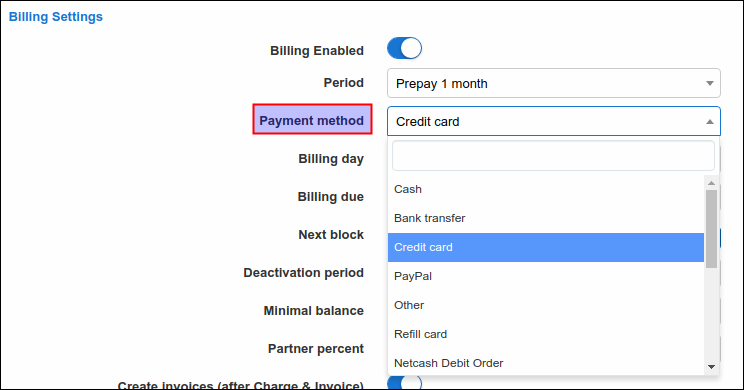 Billing Settings
Billing Enabled
Period
Prepay 1 month
Payment method
Credit card
Billing day
Cash
Billing due
Bank transfer
Next block
Credit card
Deactivation period
PayPal
Minimal balance
Other
Partner percent
Refill card
Netcash Debit Order
Create invoices (after Charge & Invoice)